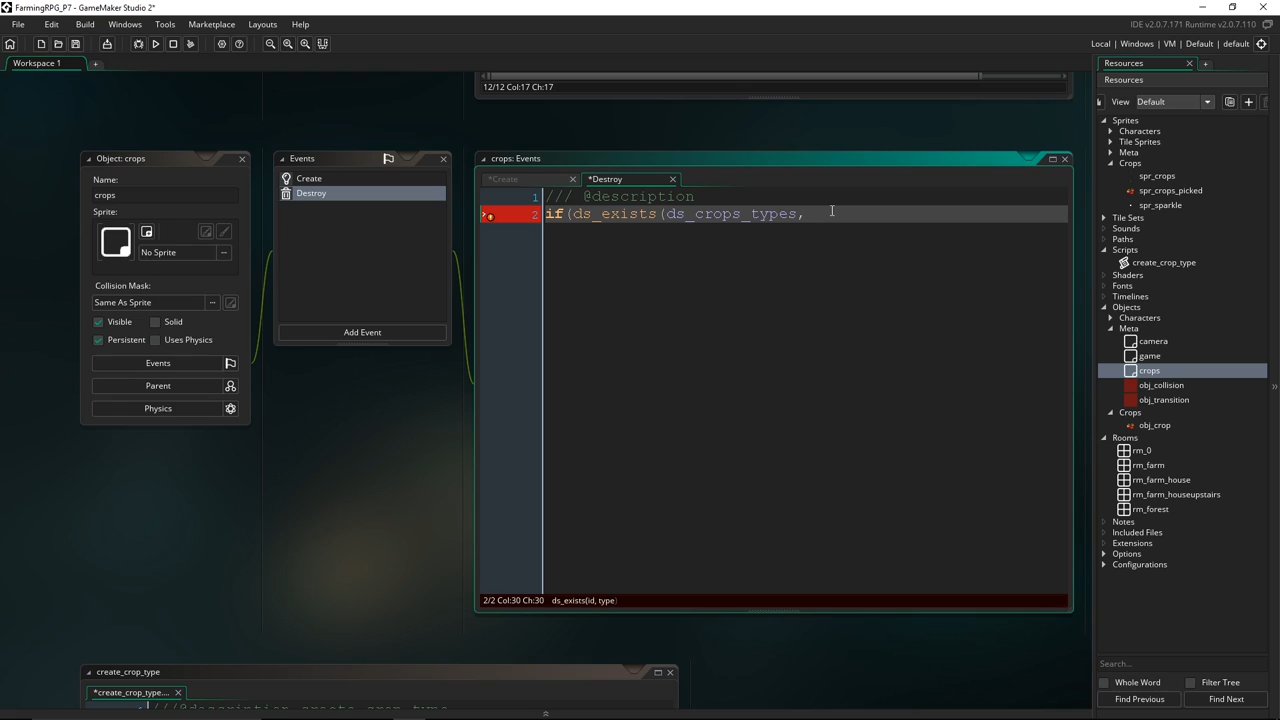 FarmingRPG_P7 - GameMaker Studio 2*
File Edit Build Windows Tools Marketplace Layouts Help
IDE v2.0.7.171 Runtime v2.0.7.110
Local | Windows | VM | Default | default
Workspace 1
Resources
Resources
View Default
12/12 Col:17 Ch:17
Object: crops
Name:
crops
Sprite:
No Sprite
Collision Mask:
Same As Sprite
Visible Solid
Persistent Uses Physics
Events
Parent
Physics
Events
Create
Destroy
Add Event
crops: Events
*Create *Destroy
1 /// @description
2 if(ds_exists(ds_crops_types,
2/2 Col:30 Ch:30 ds_exists(id, type)
create_crop_type
*create_crop_type....
1 ///@description create_crop_type
Sprites
Characters
Tile Sprites
Meta
Crops
spr_crops
spr_crops_picked
spr_sparkle
Tile Sets
Sounds
Paths
Scripts
create_crop_type
Shaders
Fonts
Timelines
Objects
Characters
Meta
camera
game
crops
obj_collision
obj_transition
Crops
obj_crop
Rooms
rm_0
rm_farm
rm_farm_house
rm_farm_houseupstairs
rm_forest
Notes
Included Files
Extensions
Options
Configurations
Search...
Whole Word Filter Tree
Find Previous Find Next